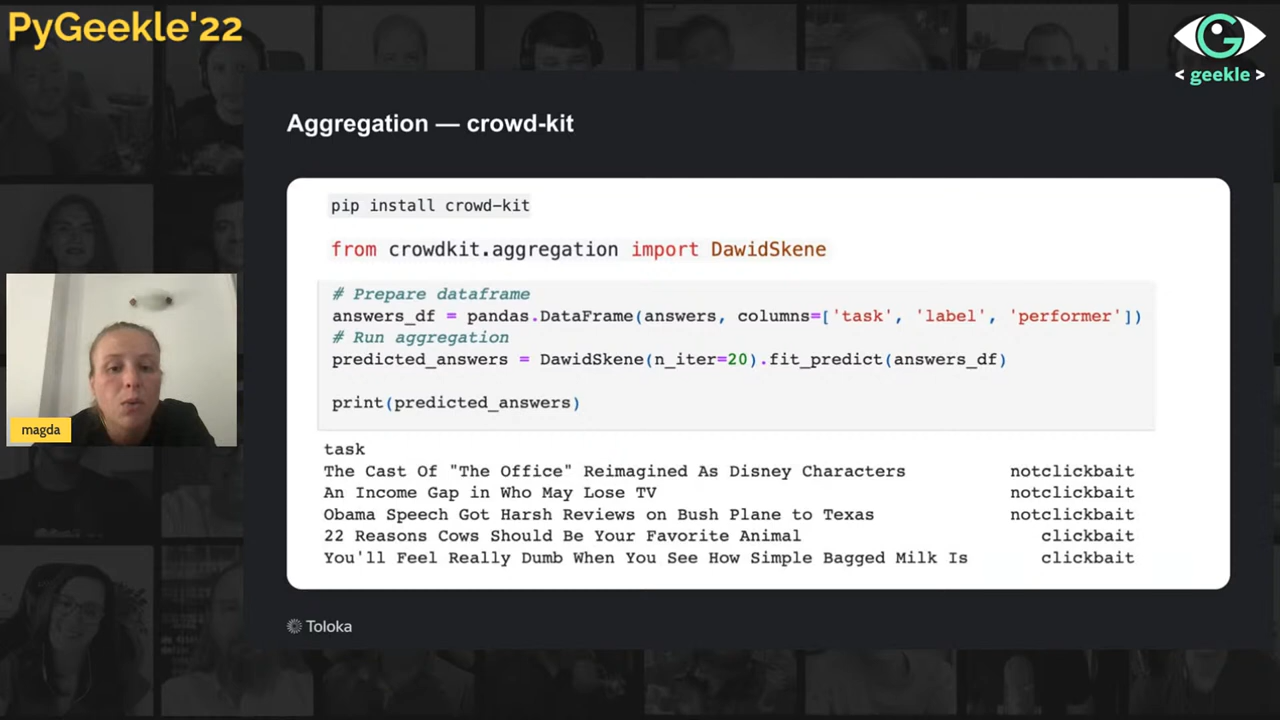 PyGeekle'22
G
< geekle >
Aggregation — crowd-kit
pip install crowd-kit
from crowdkit.aggregation import DawidSkene
# Prepare dataframe
answers_df = pandas.DataFrame(answers, columns=['task', 'label', 'performer'])
# Run aggregation
predicted_answers = DawidSkene(n_iter=20).fit_predict(answers_df)
print(predicted_answers)
task
The Cast Of "The Office" Reimagined As Disney Characters notclickbait
An Income Gap in Who May Lose TV notclickbait
Obama Speech Got Harsh Reviews on Bush Plane to Texas notclickbait
22 Reasons Cows Should Be Your Favorite Animal clickbait
You'll Feel Really Dumb When You See How Simple Bagged Milk Is clickbait
magda
Toloka